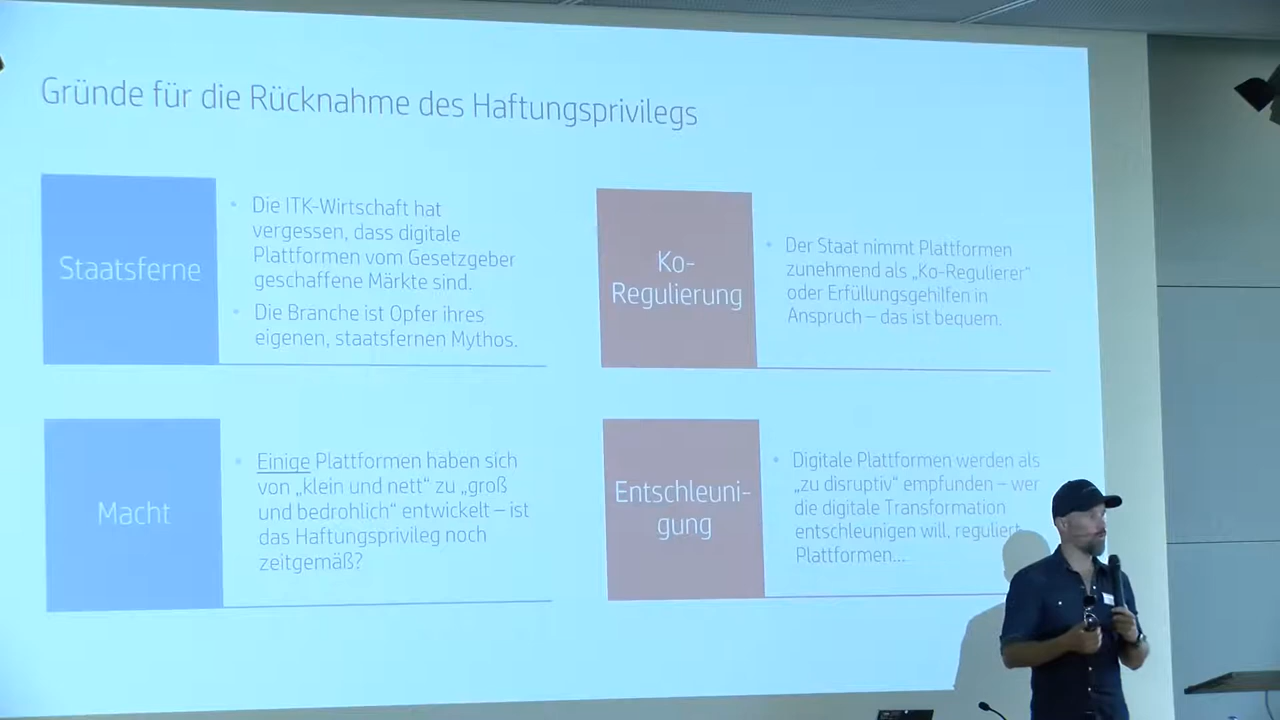 Gründe für die Rücknahme des Haftungsprivilegs
Staatsferne
• Die ITK-Wirtschaft hat
vergessen, dass digitale
Plattformen vom Gesetzgeber
geschaffene Märkte sind.
• Die Branche ist Opfer ihres
eigenen, staatsfernen Mythos.
Ko-
Regulierung
• Der Staat nimmt Plattformen
zunehmend als „Ko-Regulierer“
oder Erfüllungsgehilfen in
Anspruch – das ist bequem.
Macht
• Einige Plattformen haben sich
von „klein und nett“ zu „groß
und bedrohlich“ entwickelt – ist
das Haftungsprivileg noch
zeitgemäß?
Entschleuni-
gung
• Digitale Plattformen werden als
„zu disruptiv“ empfunden – wer
die digitale Transformation
entschleunigen will, reguliert
Plattformen....